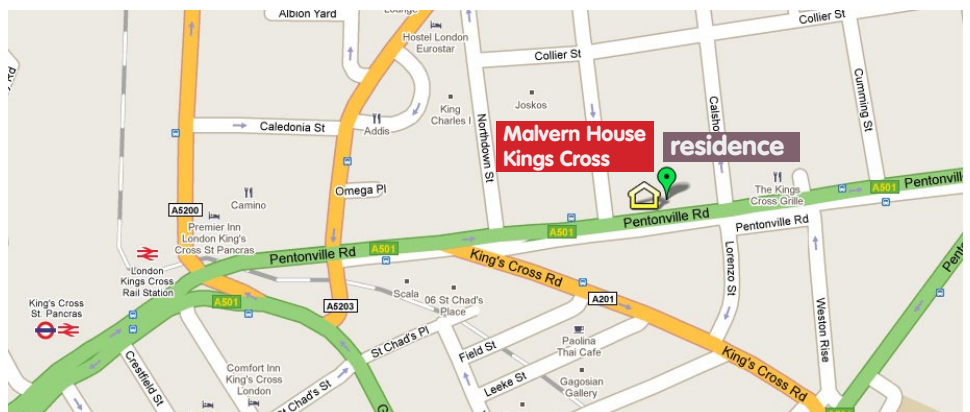 Albion Yard
Lounge
Hostel London
Eurostar
Collier St
Collier St
Cumming St
Calsho
Northdown St
King
Charles I
Joskos
Caledonia St
Addis
Malvern House
Kings Cross
residence
Omega Pl
Camino
A5200
Premier Inn
London King's
Cross St Pancras
The Kings
Cross Grille
A501
Pentonville
Pentonville Rd
Pentonville Rd
A501
A501
Pentonville Rd
London
Kings Cross
Rail Station
King's Cross Rd
Lorenzo St
King's Cross
St. Pancras
A501
A5203
Scala
06 St Chad's
Place
A201
Weston Rise
St Chad's Pl
Field St
Paolina
Thai Cafe
King's Cross Rd
Crestfield St
Comfort Inn
King's Cross
London
St Chad's St
Leeke St
Gagosian
Gallery